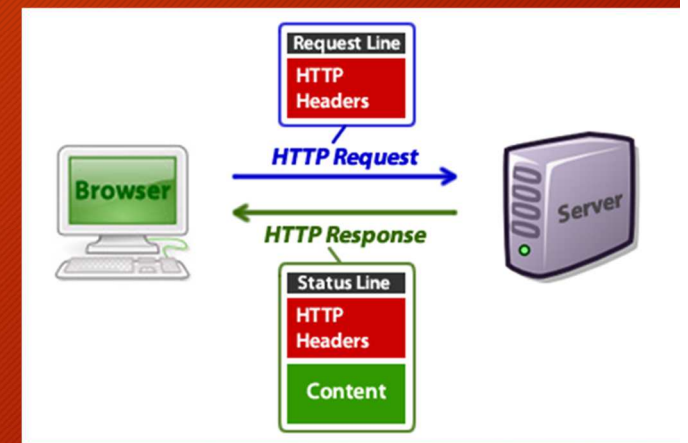 Request Line
HTTP
Headers
HTTP Request
Browser
Server
HTTP Response
Status Line
HTTP
Headers
Content